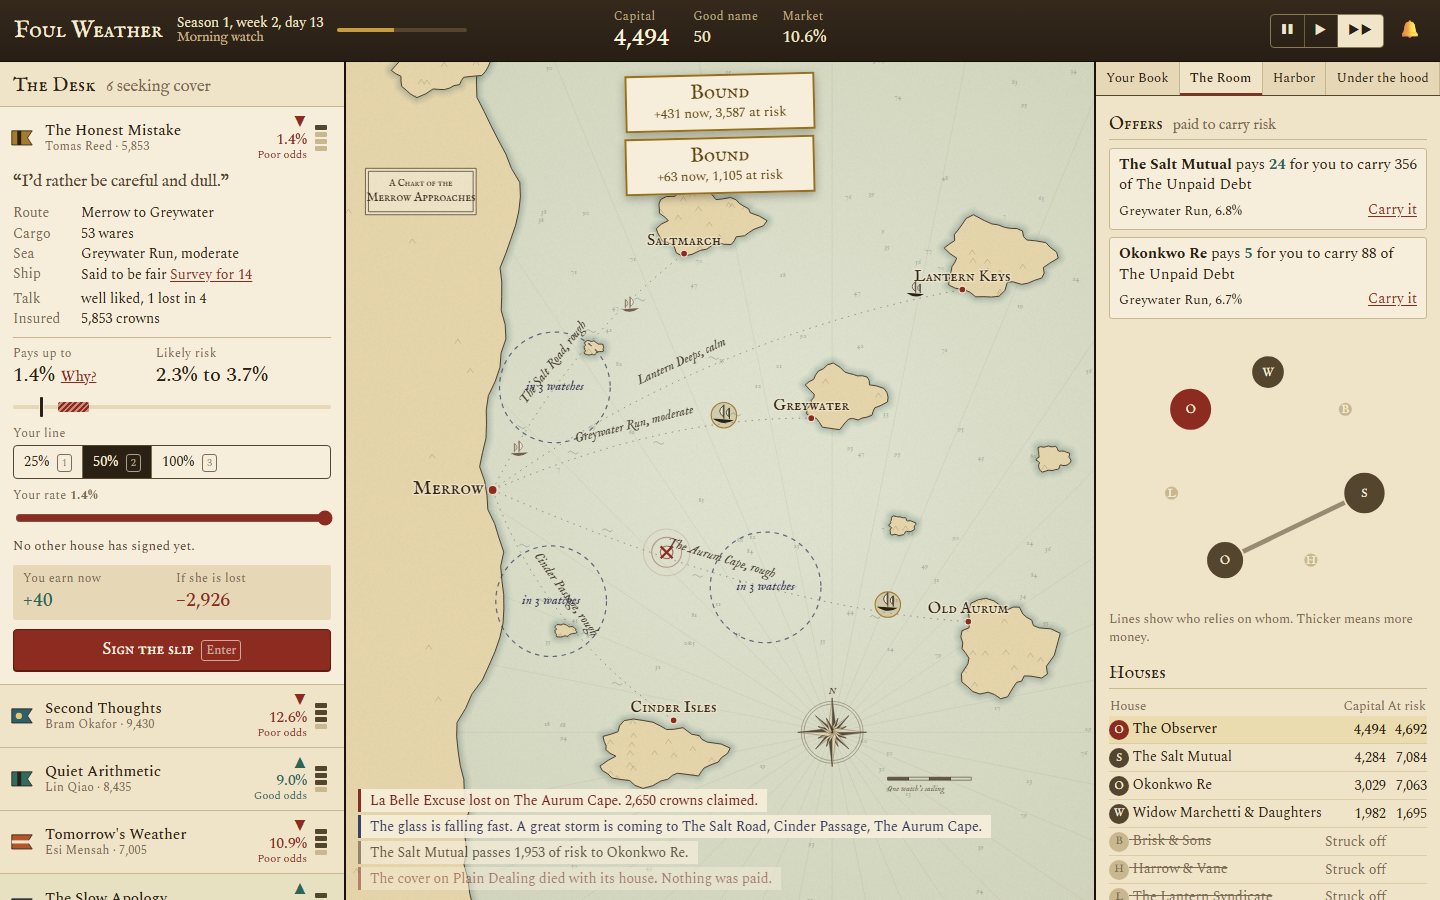 Foul Weather
Season 1, week 2, day 13
Morning watch
Capital
4,494
Good name
50
Market
10.6%
The Desk 6 seeking cover
The Honest Mistake
Tomas Reed · 5,853
1.4%
Poor odds
“I’d rather be careful and dull.”
Route Merrow to Greywater
Cargo 53 wares
Sea Greywater Run, moderate
Ship Said to be fair Survey for 14
Talk well liked, 1 lost in 4
Insured 5,853 crowns
Pays up to
1.4% Why?
Likely risk
2.3% to 3.7%
Your line
25% 1 50% 2 100% 3
Your rate 1.4%
No other house has signed yet.
You earn now
+40
If she is lost
−2,926
Sign the slip Enter
Second Thoughts
Bram Okafor · 9,430
12.6%
Poor odds
Quiet Arithmetic
Lin Qiao · 8,435
9.0%
Good odds
Tomorrow's Weather
Esi Mensah · 7,005
10.9%
Poor odds
The Slow Apology
Bound
+431 now, 3,587 at risk
Bound
+63 now, 1,105 at risk
A Chart of the
Merrow Approaches
Saltmarch
Lantern Keys
The Salt Road, rough
in 3 watches
Lantern Deeps, calm
Greywater Run, moderate
Greywater
Merrow
The Aurum Cape, rough
in 3 watches
Cinder Passage, rough
in 3 watches
Old Aurum
Cinder Isles
N
One watch's sailing
La Belle Excuse lost on The Aurum Cape. 2,650 crowns claimed.
The glass is falling fast. A great storm is coming to The Salt Road, Cinder Passage, The Aurum Cape.
The Salt Mutual passes 1,953 of risk to Okonkwo Re.
The cover on Plain Dealing died with its house. Nothing was paid.
Your Book The Room Harbor Under the hood
Offers paid to carry risk
The Salt Mutual pays 24 for you to carry 356
of The Unpaid Debt
Greywater Run, 6.8% Carry it
Okonkwo Re pays 5 for you to carry 88 of
The Unpaid Debt
Greywater Run, 6.7% Carry it
W
O
B
L
S
O
H
Lines show who relies on whom. Thicker means more
money.
Houses
House Capital At risk
O The Observer 4,494 4,692
S The Salt Mutual 4,284 7,084
O Okonkwo Re 3,029 7,063
W Widow Marchetti & Daughters 1,982 1,695
B Brisk & Sons Struck off
H Harrow & Vane Struck off
L The Lantern Syndicate Struck off